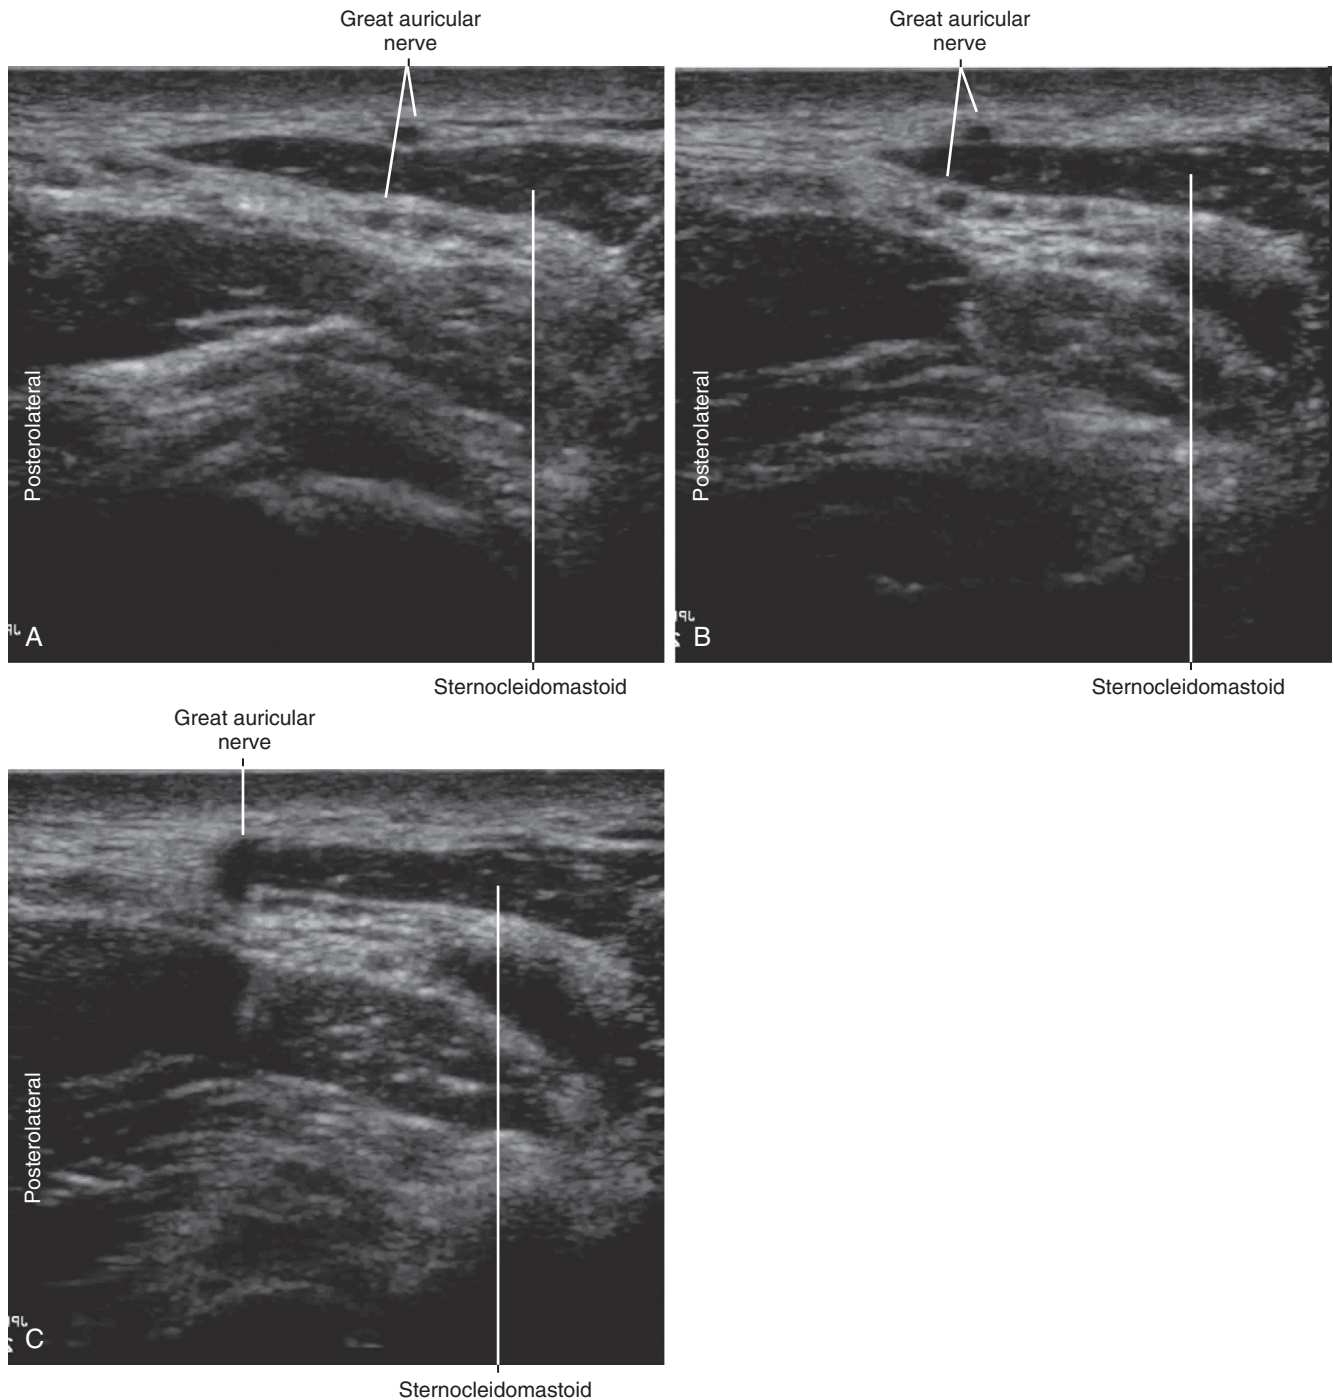 Great auricular
nerve
Great auricular
nerve
Posterolateral
A
Posterolateral
B
Sternocleidomastoid
Sternocleidomastoid
Great auricular
nerve
Posterolateral
C
Sternocleidomastoid